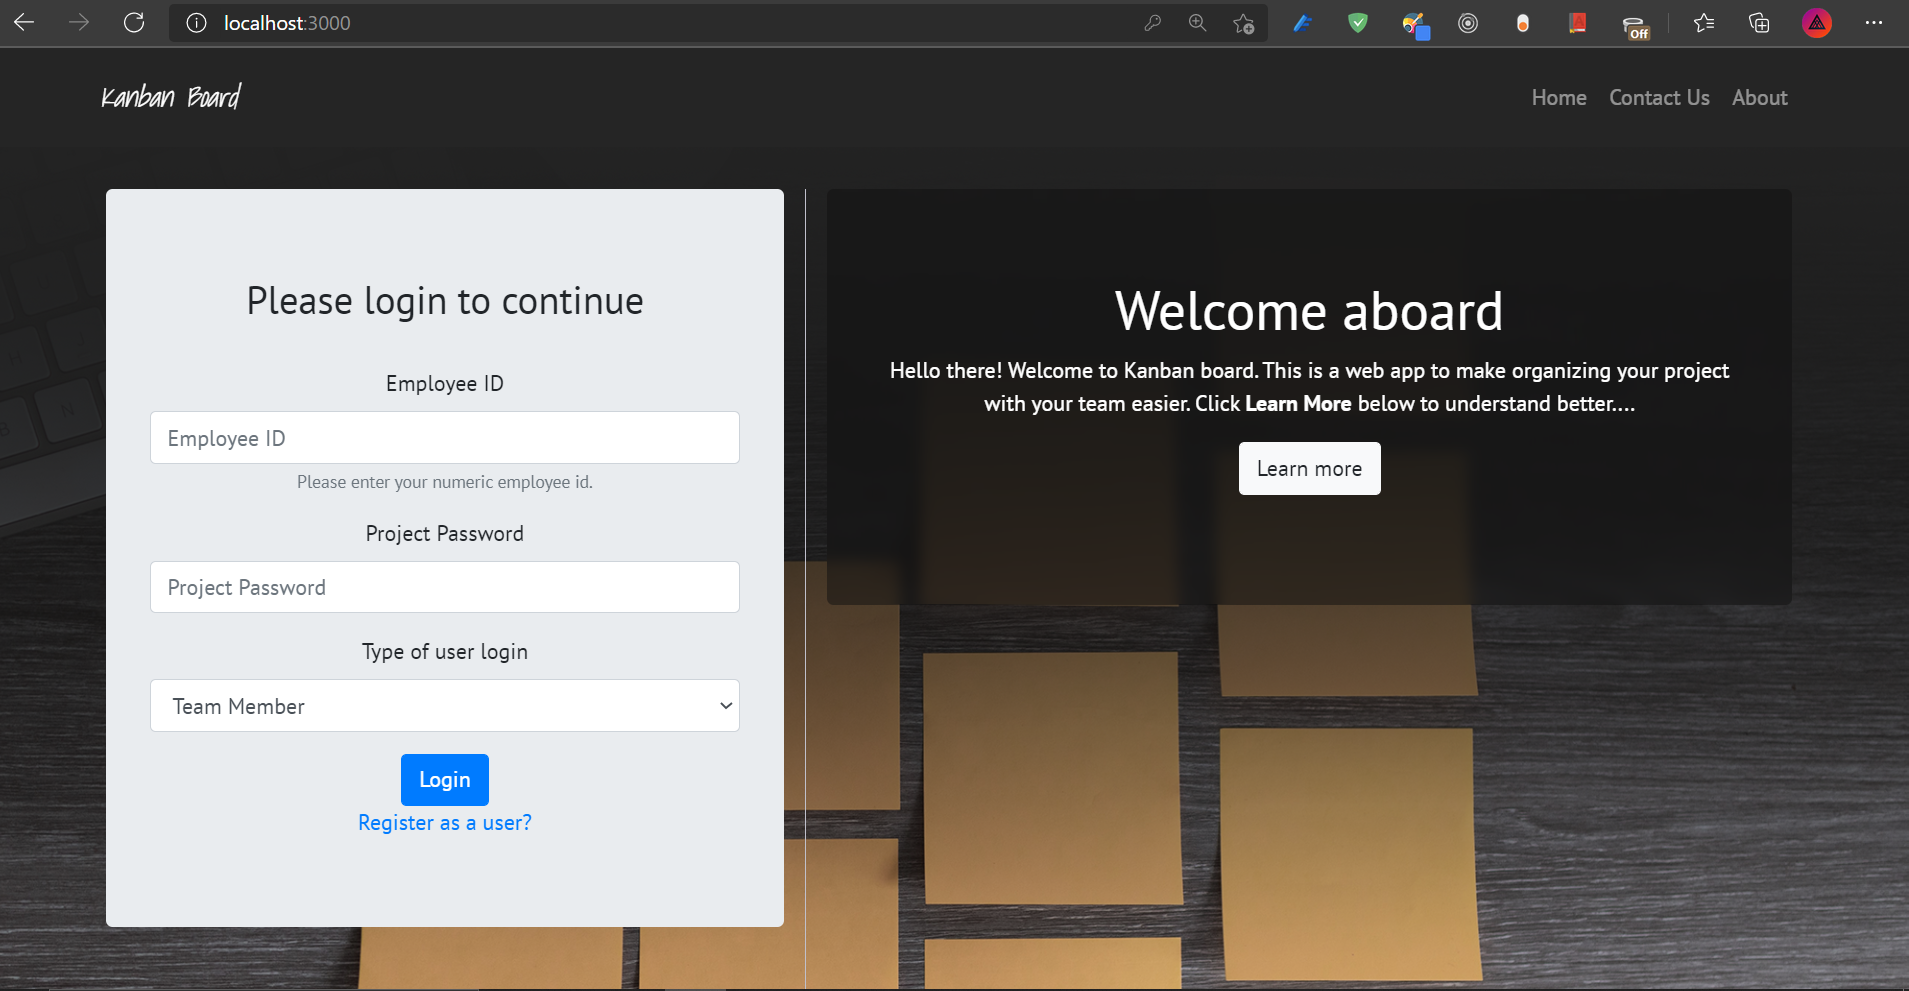 localhost:3000
Off
Kanban Board
Home Contact Us About
Please login to continue
Employee ID
Employee ID
Please enter your numeric employee id.
Project Password
Project Password
Type of user login
Team Member
Login
Register as a user?
Welcome aboard
Hello there! Welcome to Kanban board. This is a web app to make organizing your project
with your team easier. Click Learn More below to understand better....
Learn more